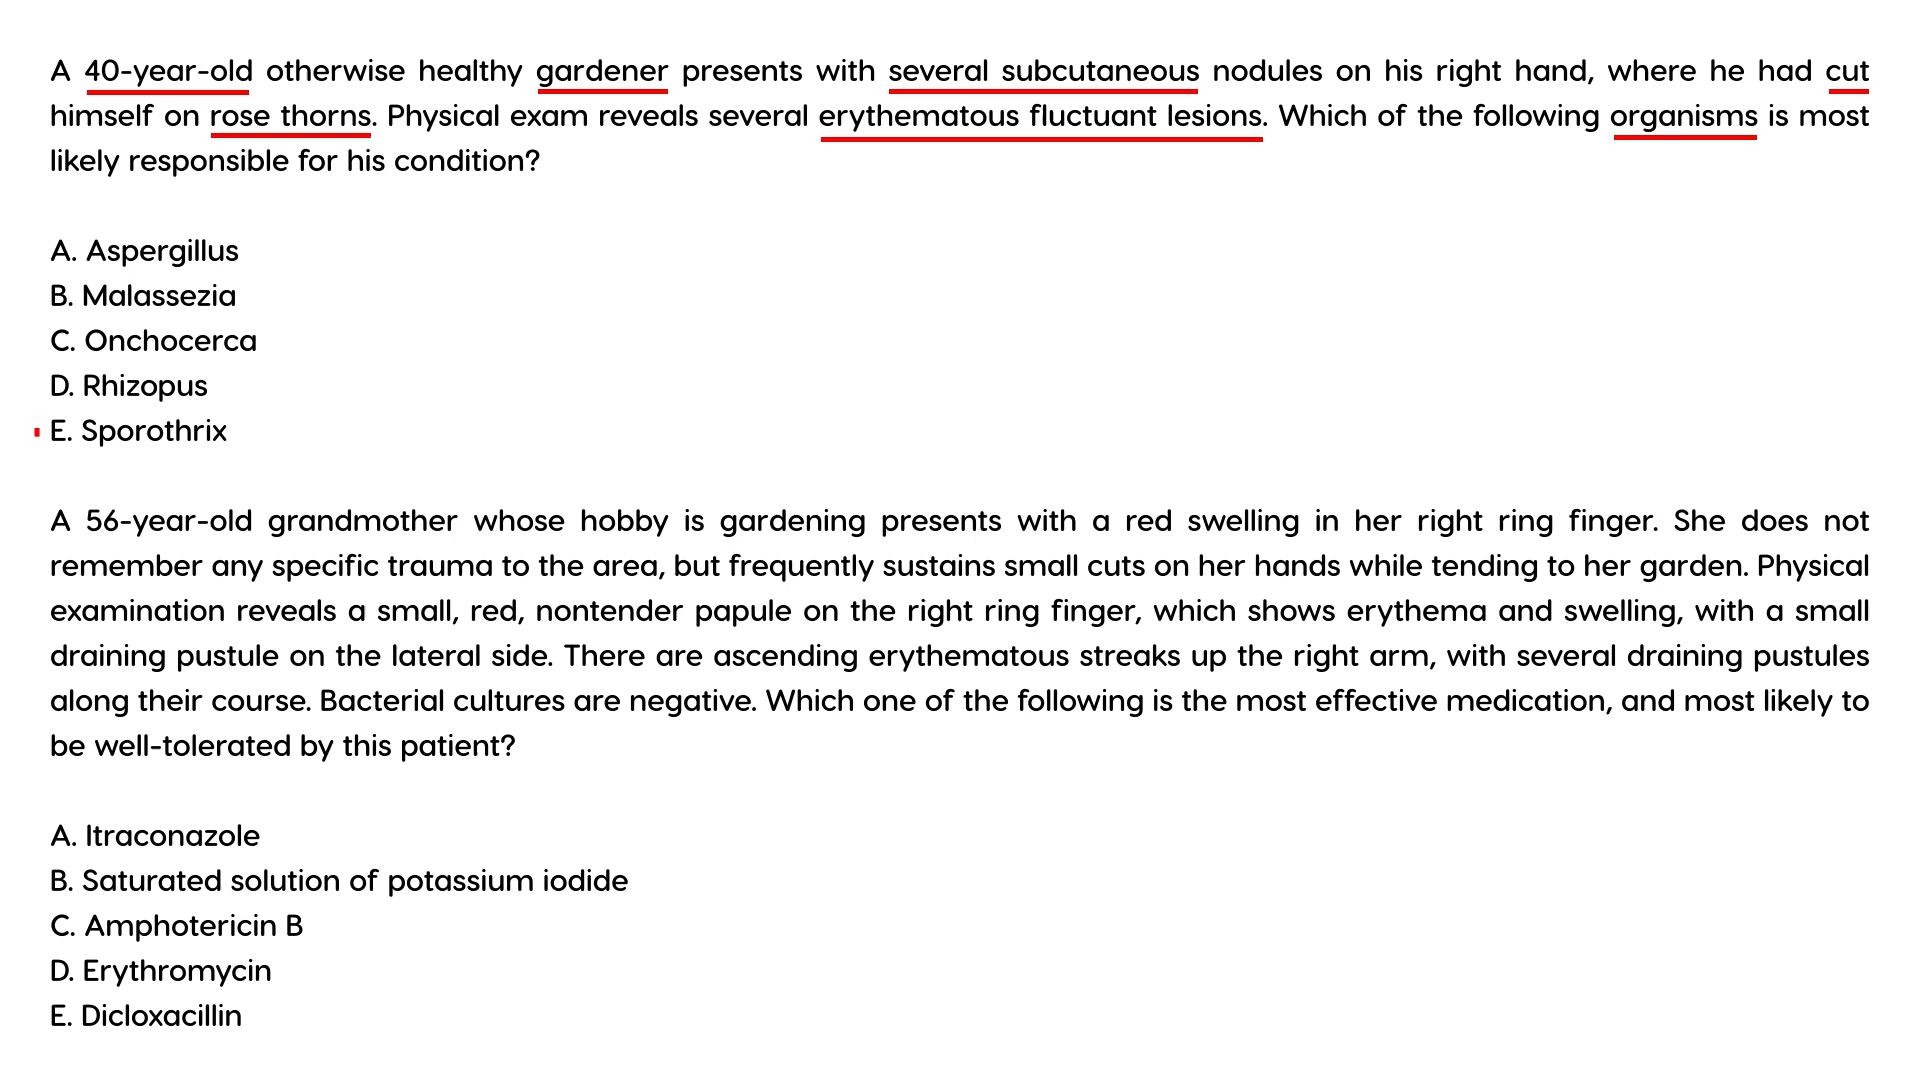 A 40-year-old otherwise healthy gardener presents with several subcutaneous nodules on his right hand, where he had cut
himself on rose thorns. Physical exam reveals several erythematous fluctuant lesions. Which of the following organisms is most
likely responsible for his condition?
A. Aspergillus
B. Malassezia
C. Onchocerca
D. Rhizopus
E. Sporothrix
A 56-year-old grandmother whose hobby is gardening presents with a red swelling in her right ring finger. She does not
remember any specific trauma to the area, but frequently sustains small cuts on her hands while tending to her garden. Physical
examination reveals a small, red, nontender papule on the right ring finger, which shows erythema and swelling, with a small
draining pustule on the lateral side. There are ascending erythematous streaks up the right arm, with several draining pustules
along their course. Bacterial cultures are negative. Which one of the following is the most effective medication, and most likely to
be well-tolerated by this patient?
A. Itraconazole
B. Saturated solution of potassium iodide
C. Amphotericin B
D. Erythromycin
E. Dicloxacillin